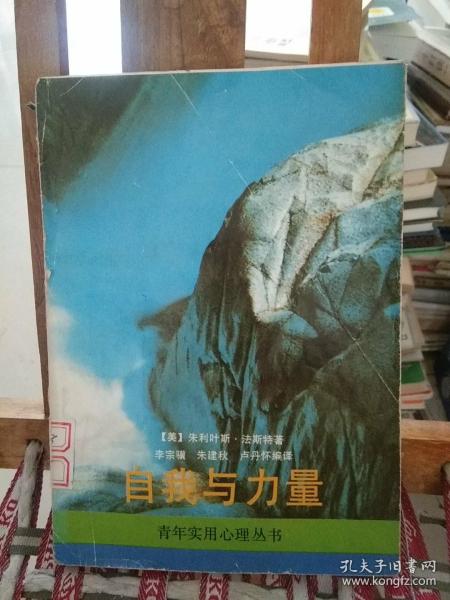 【美】朱利叶斯·法斯特著
李宗骥 朱建秋 卢丹怀编译
自我与力量
青年实用心理丛书
孔夫子旧书网
www.kongfz.com